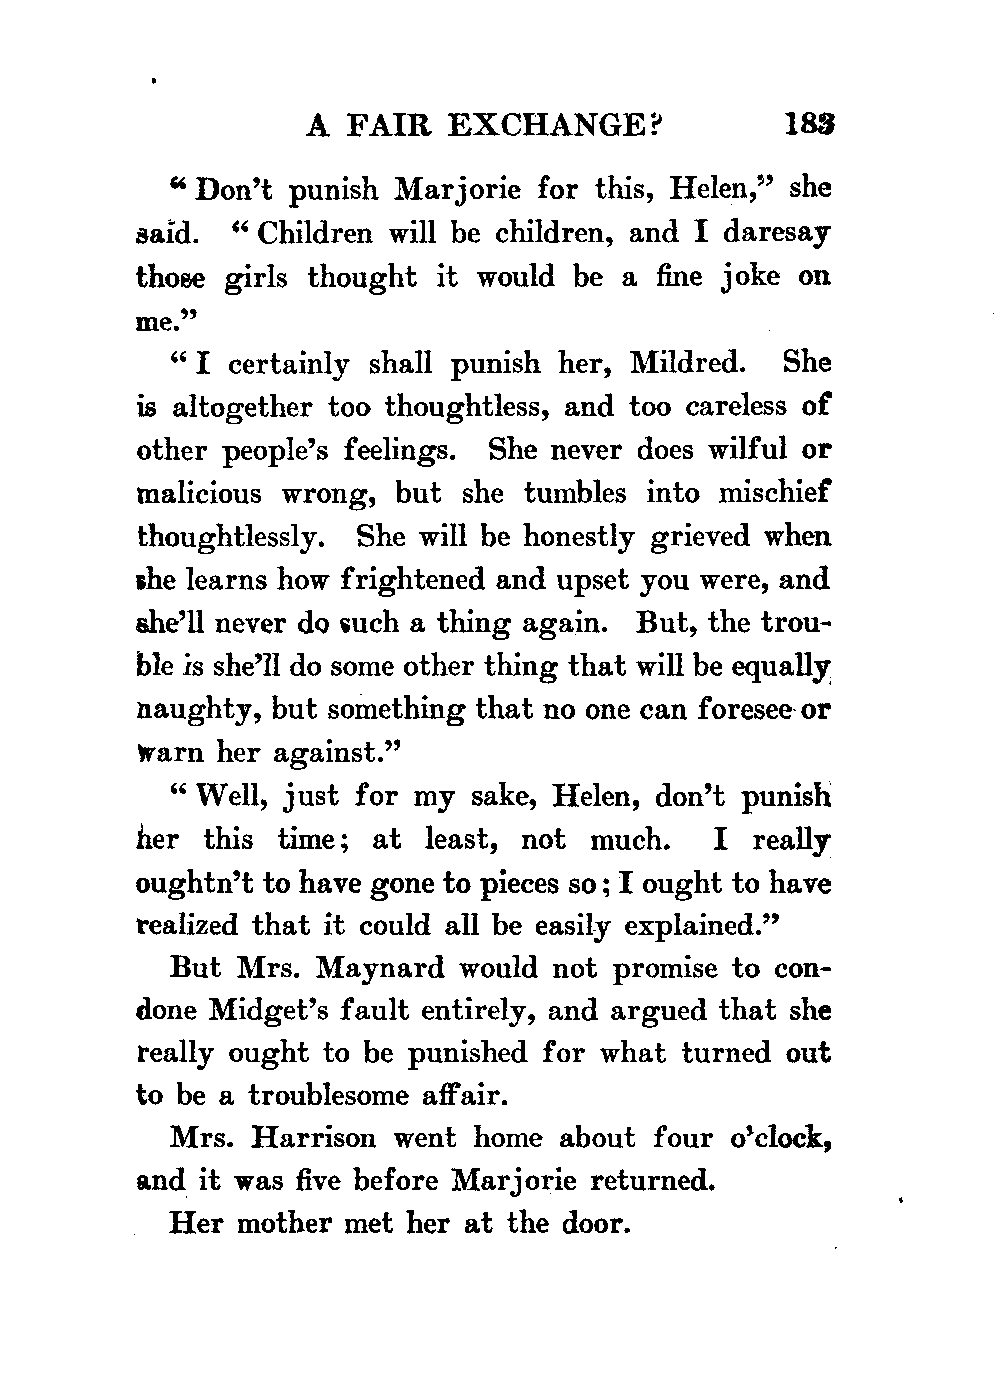 A FAIR EXCHANGE? 183
“Don't punish Marjorie for this, Helen,” she
said. “Children will be children, and I daresay
those girls thought it would be a fine joke on
me.”
“I certainly shall punish her, Mildred. She
is altogether too thoughtless, and too careless of
other people's feelings. She never does wilful or
malicious wrong, but she tumbles into mischief
thoughtlessly. She will be honestly grieved when
she learns how frightened and upset you were, and
she'll never do such a thing again. But, the trou-
ble is she'll do some other thing that will be equally
naughty, but something that no one can foresee or
warn her against.”
“Well, just for my sake, Helen, don't punish
her this time; at least, not much. I really
oughtn't to have gone to pieces so; I ought to have
realized that it could all be easily explained.”
But Mrs. Maynard would not promise to con-
done Midget's fault entirely, and argued that she
really ought to be punished for what turned out
to be a troublesome affair.
Mrs. Harrison went home about four o'clock,
and it was five before Marjorie returned.
Her mother met her at the door.